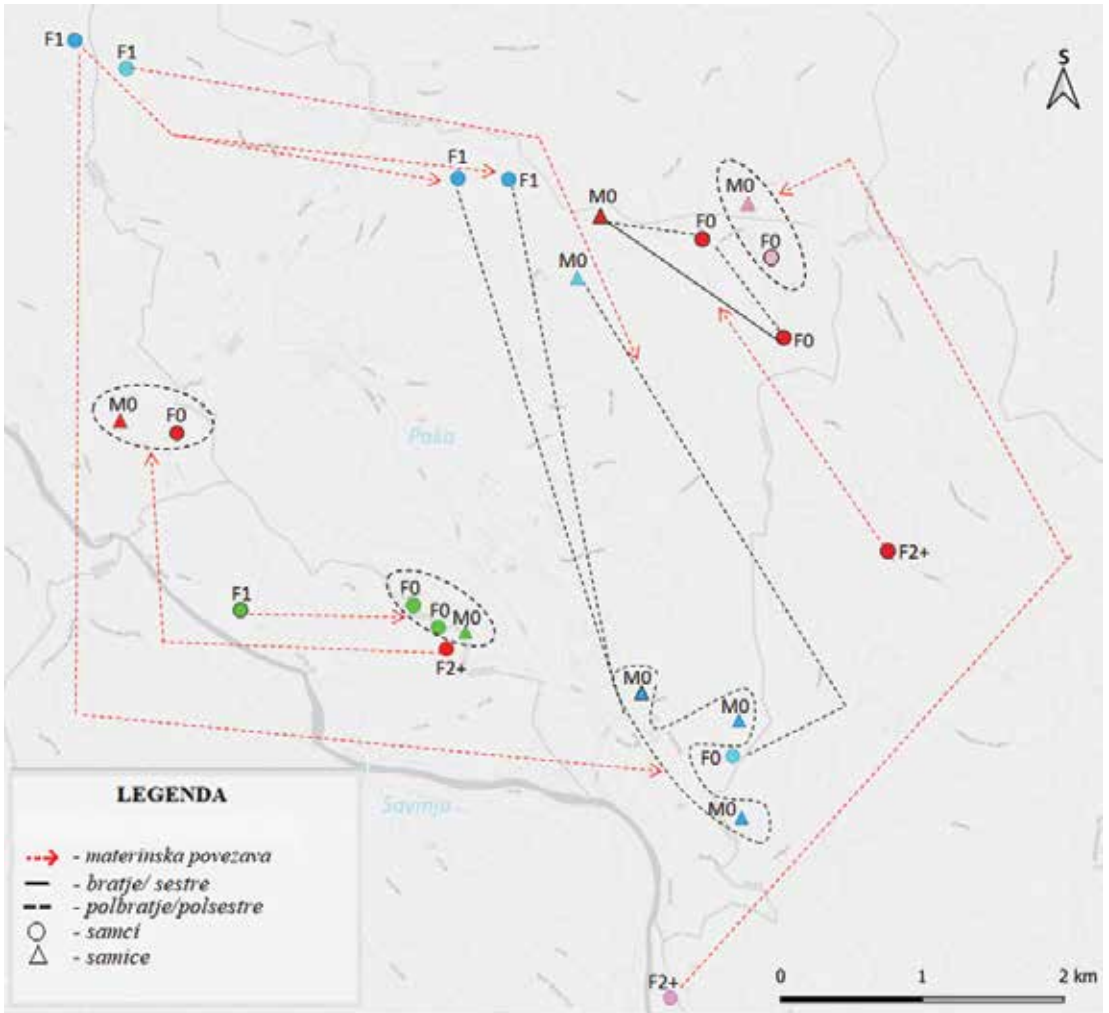 F1
F1
S
F1
F1
M0
M0
F0
F0
M0
F0
M0
F0
Paka
F2+
F1
F0
F0
M0
F2+
M0
M0
F0
M0
LEGENDA
- materinska povezava
- bratje/ sestre
- polbratje/polsestre
- samci
- samice
Savinja
F2+
0 1 2 km